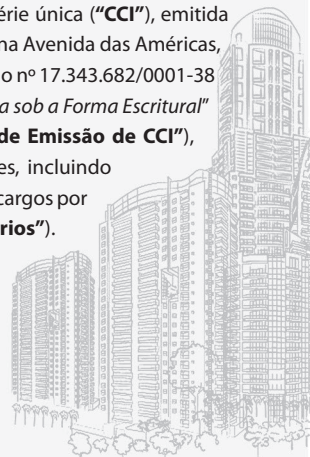 érie única (“CCI”), emitida
na Avenida das Américas,
o nº 17.343.682/0001-38
a sob a Forma Escritural”
de Emissão de CCI”),
es, incluindo
cargos por
rios”).